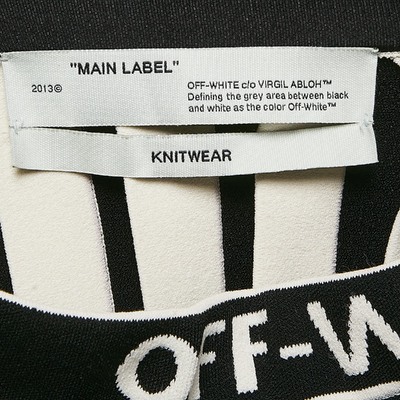 "MAIN LABEL"
2013©
OFF-WHITE c/o VIRGIL ABLOH™
Defining the grey area between black
and white as the color Off-White™
KNITWEAR
OFF-W